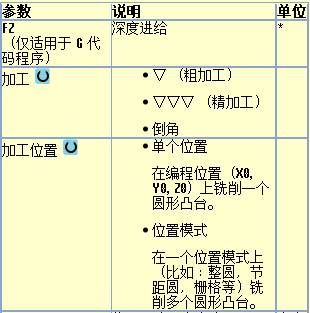 参数 说明 单位
FZ 深度进给 *
（仅适用于 G 代
码程序）
加工 • ▽ （粗加工）
• ▽▽▽ （精加工）
• 倒角
加工位置 • 单个位置
在编程位置（X0,
Y0, Z0）上铣削一个
圆形凸台。
• 位置模式
在一个位置模式上
（比如：整圆，节
距圆，栅格等）铣
削多个圆形凸台。